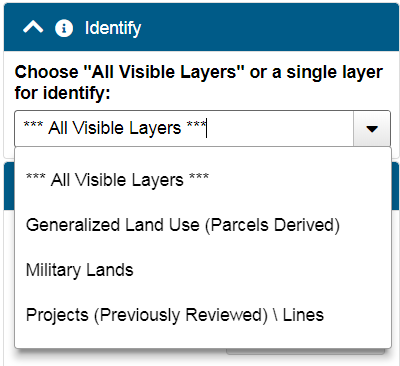 Identify
Choose "All Visible Layers" or a single layer
for identify:
*** All Visible Layers ***
*** All Visible Layers ***
Generalized Land Use (Parcels Derived)
Military Lands
Projects (Previously Reviewed) \ Lines